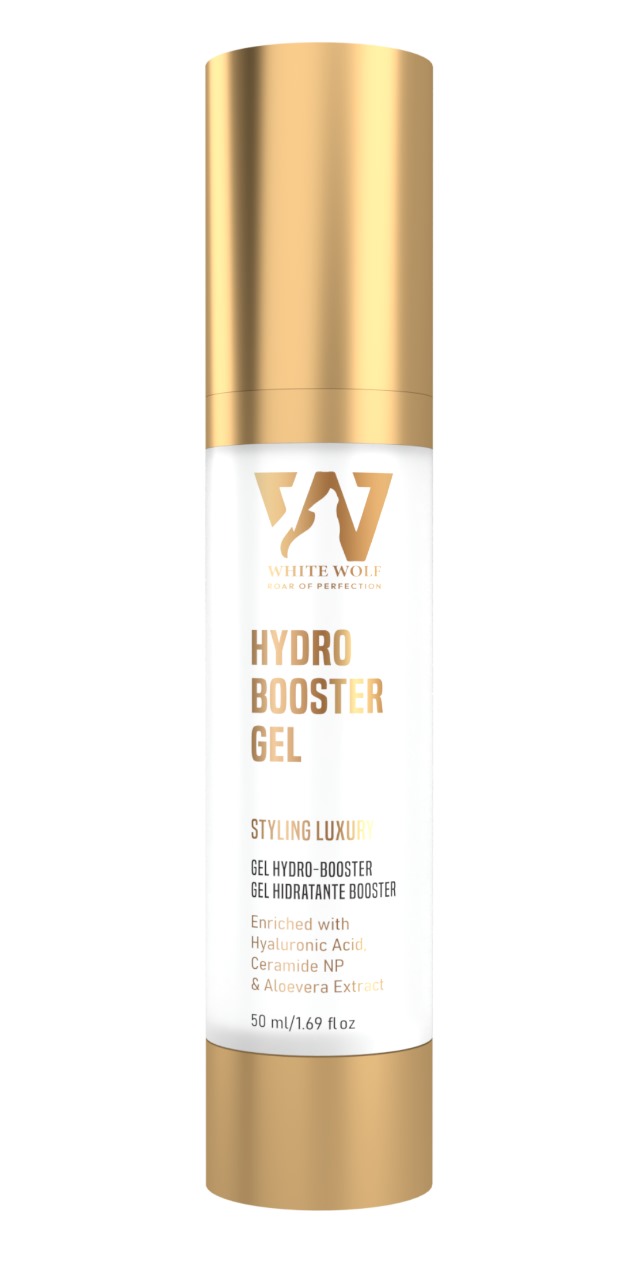 WHITE WOLF
ROAR OF PERFECTION
HYDRO
BOOSTER
GEL
STYLING LUXURY
GEL HYDRO-BOOSTER
GEL HIDRATANTE BOOSTER
Enriched with
Hyaluronic Acid,
Ceramide NP
& Aloevera Extract
50 ml/1.69 fl oz